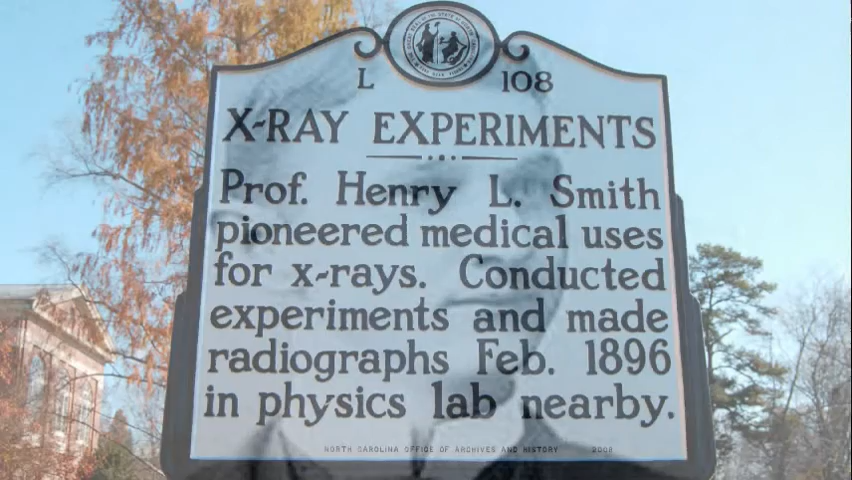 L 108
X-RAY EXPERIMENTS
Prof. Henry L. Smith
pioneered medical uses
for x-rays. Conducted
experiments and made
radiographs Feb. 1896
in physics lab nearby.
NORTH CAROLINA OFFICE OF ARCHIVES AND HISTORY 2008